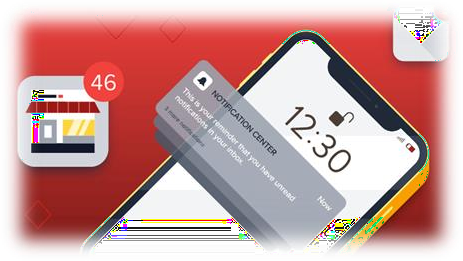 46
12:30
NOTIFICATION CENTER
Now
This is your reminder that you have unread
notifications in your inbox